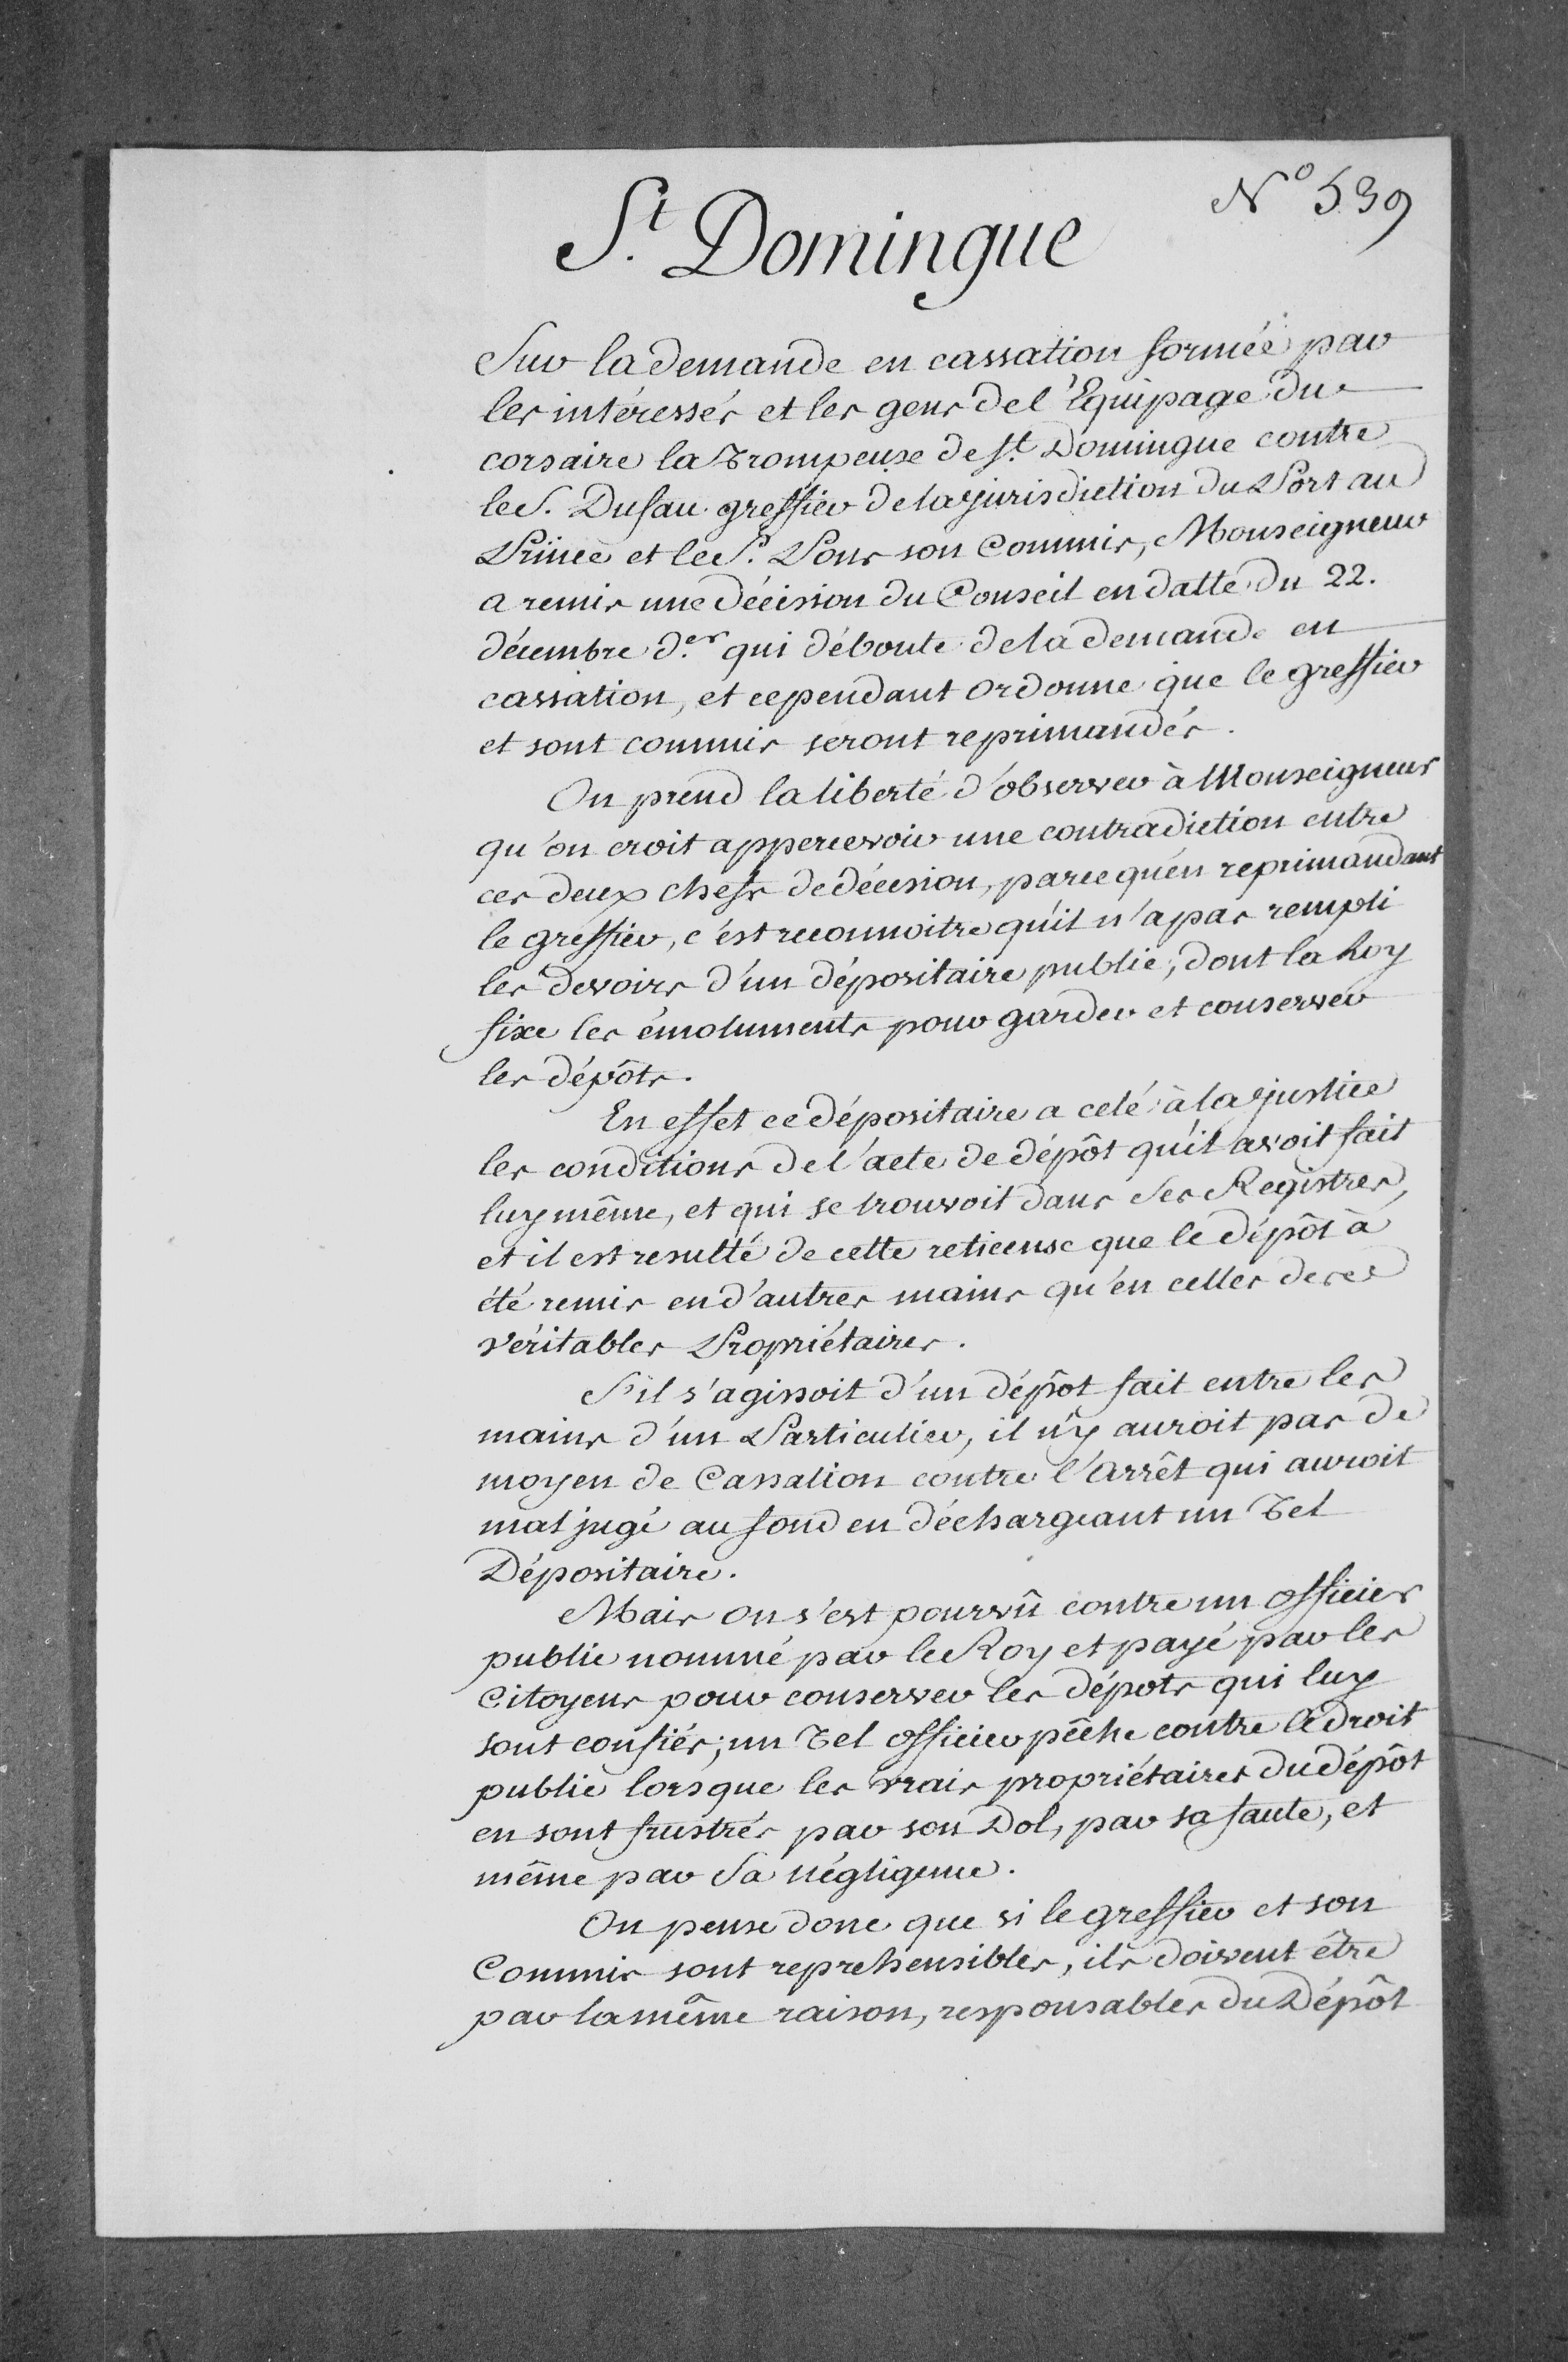 N° 539
St. Domingue
Sur la demande en cassation formée par
les intéressés et les gens de l'Equipage du
corsaire la Trompeuse de St. Domingue contre
le S. Dufau greffier de la jurisdiction du Port au
Prince et le S. Pons son Commis, Monseigneur
a remis une décision du Conseil en datte du 22.
décembre d.er qui déboute de la demande en
cassation, et cependant ordonne que le greffier
et sont commis seront reprimandés.
On prend la liberté d'observer à Monseigneur
qu'on croit appercevoir une contradiction entre
ces deux chefs de décision, parce qu'en reprimandant
le greffier, c'est reconnoitre qu'il n'a pas rempli
les devoirs d'un dépositaire public, dont la Loy
fixe les émoluments pour garder et conserver
les dépôts.
En effet ce dépositaire a celé à la justice
les conditions de l'acte de dépôt qu'il avoit fait
luy même, et qui se trouvoit dans ses Registres,
et il est resulté de cette reticense que le dépôt à
été remis en d'autres mains qu'en celles de ses
véritables Propriétaires.
S'il s'agissoit d'un dépôt fait entre les
mains d'un Particulier, il n'y auroit pas de
moyen de Cassation contre l'Arrêt qui auroit
mal jugé au fond en déchargeant un Tel
Dépositaire.
Mais on s'est pourvû contre un officier
public nommé par le Roy et payé par les
Citoyens pour conserver les dépots qui luy
sont confiés; un Tel officier pêche contre le droit
public lorsque les vrais propriétaires du dépôt
en sont frustrés par son Dol, par sa faute, et
même par Sa négligence.
On pense donc que si le greffier et son
Commis sont reprehensibles, ils doivent être
par la même raison, responsables du Dépôt